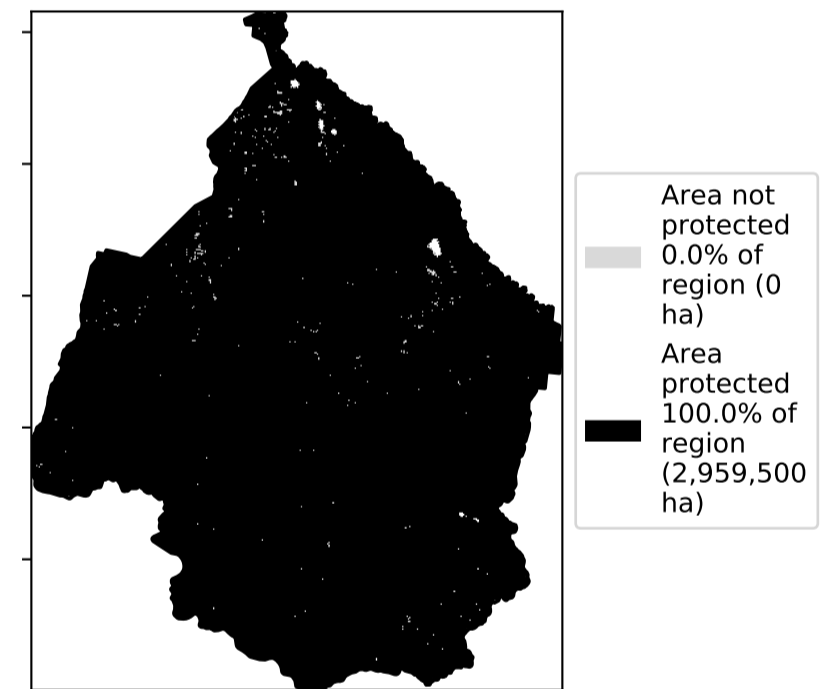 Area not
protected
0.0% of
region (0
ha)
Area
protected
100.0% of
region
(2,959,500
ha)